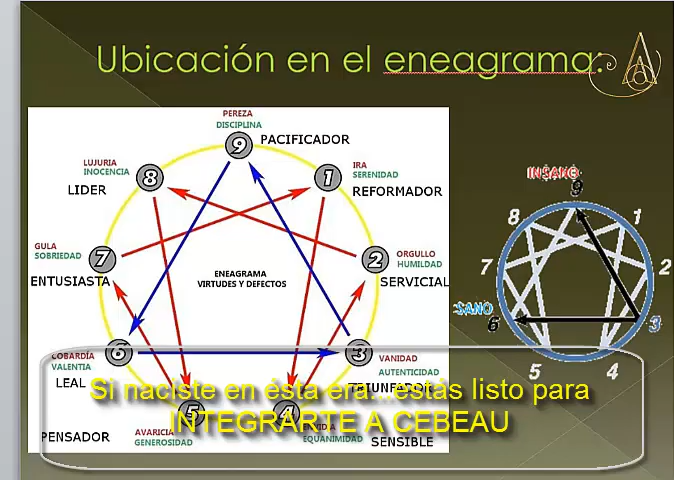 Ubicación en el eneagrama:
PEREZA
DISCIPLINA
9
PACIFICADOR
LUJURIA
INOCENCIA
8
LIDER
IRA
SERENIDAD
1
REFORMADOR
GULA
SOBRIEDAD
7
ENTUSIASTA
ORGULLO
HUMILDAD
2
SERVICIAL
ENEAGRAMA
VIRTUDES Y DEFECTOS
COBARDÍA
VALENTIA
6
LEAL
VANIDAD
AUTENTICIDAD
3
TRIUNFADOR
AVARICIA
GENEROSIDAD
5
PENSADOR
EQUANIMIDAD
4
SENSIBLE
INSANO
9
8
1
7
2
SANO
6
3
5
4
Si naciste en ésta era...estás listo para
INTEGRARTE A CEBEAU